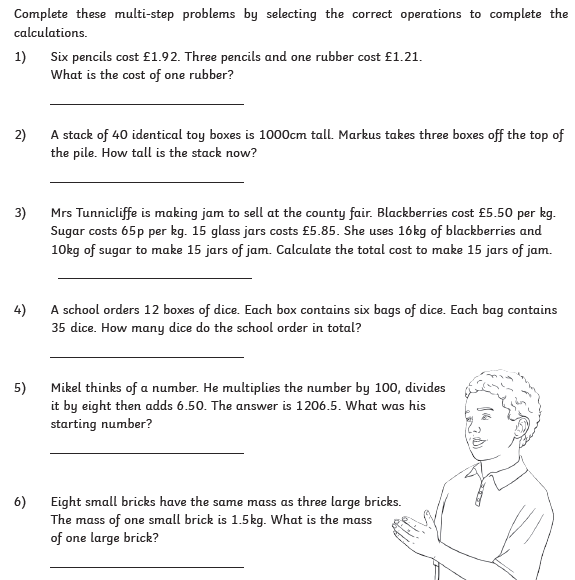 Complete these multi-step problems by selecting the correct operations to complete the
calculations.
1) Six pencils cost £1.92. Three pencils and one rubber cost £1.21.
What is the cost of one rubber?
2) A stack of 40 identical toy boxes is 1000cm tall. Markus takes three boxes off the top of
the pile. How tall is the stack now?
3) Mrs Tunnicliffe is making jam to sell at the county fair. Blackberries cost £5.50 per kg.
Sugar costs 65p per kg. 15 glass jars costs £5.85. She uses 16kg of blackberries and
10kg of sugar to make 15 jars of jam. Calculate the total cost to make 15 jars of jam.
4) A school orders 12 boxes of dice. Each box contains six bags of dice. Each bag contains
35 dice. How many dice do the school order in total?
5) Mikel thinks of a number. He multiplies the number by 100, divides
it by eight then adds 6.50. The answer is 1206.5. What was his
starting number?
6) Eight small bricks have the same mass as three large bricks.
The mass of one small brick is 1.5kg. What is the mass
of one large brick?